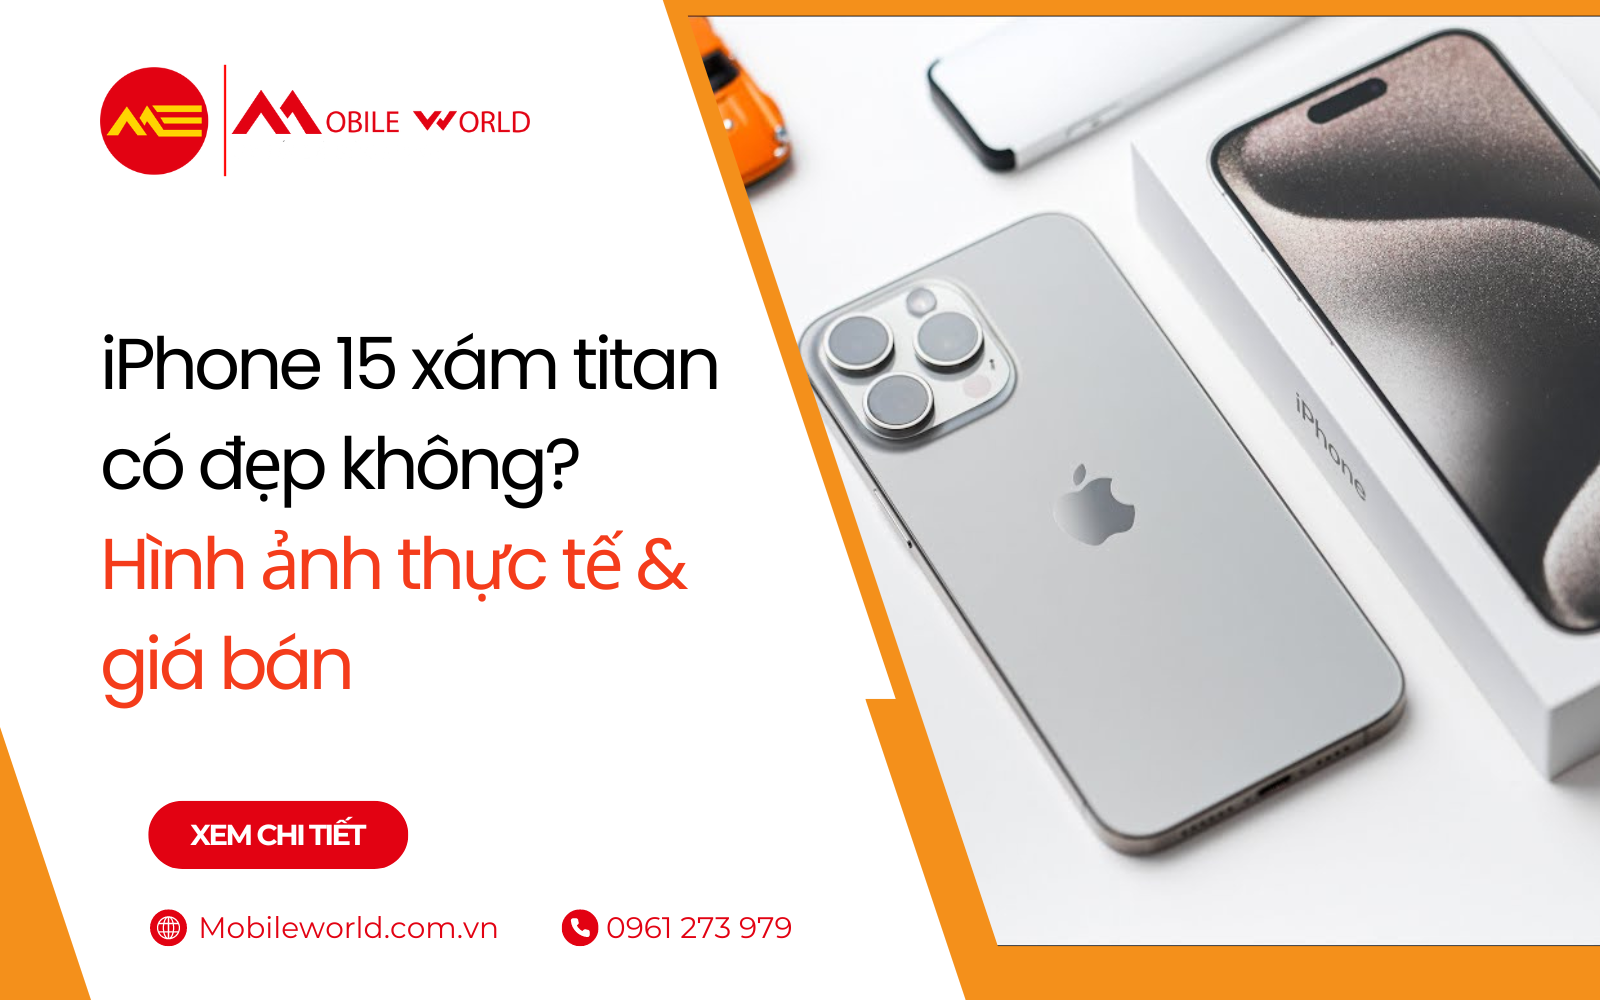 ME MOBILE WORLD
iPhone 15 xám titan
có đẹp không?
Hình ảnh thực tế &
giá bán
XEM CHI TIẾT
Mobileworld.com.vn 0961 273 979
iPhone